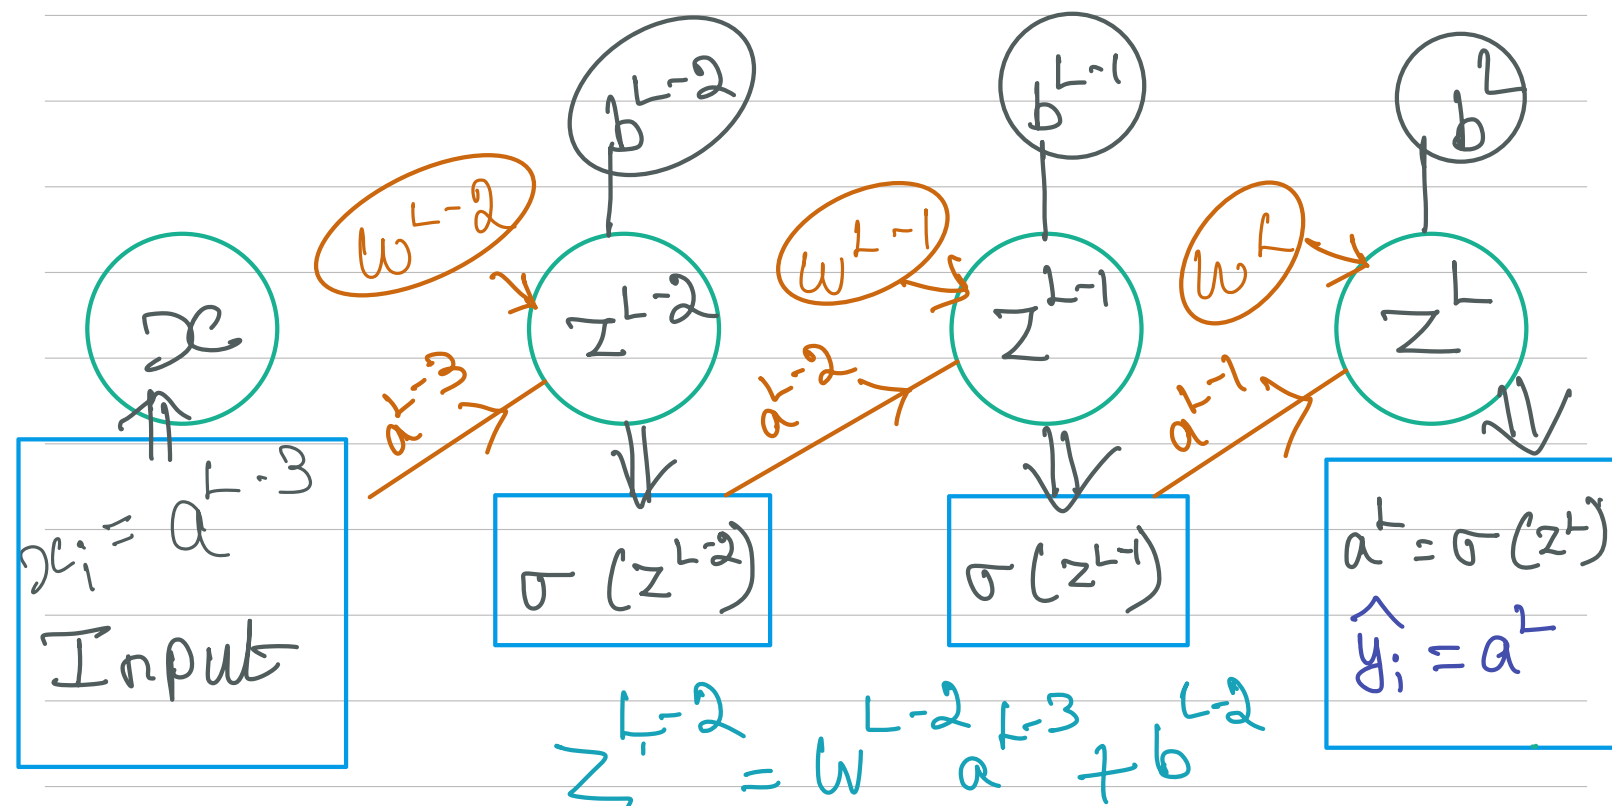 b^{L-2}
b^{L-1}
b^{L}
w^{L-2}
w^{L-1}
w^{L}
x
z^{L-2}
z^{L-1}
z^{L}
a^{L-3}
a^{L-2}
a^{L-1}
x_i = a^{L-3}
Input
σ(z^{L-2})
σ(z^{L-1})
a^{L} = σ(z^{L})
ŷ_i = a^{L}
z^{L-2} = w^{L-2} a^{L-3} + b^{L-2}